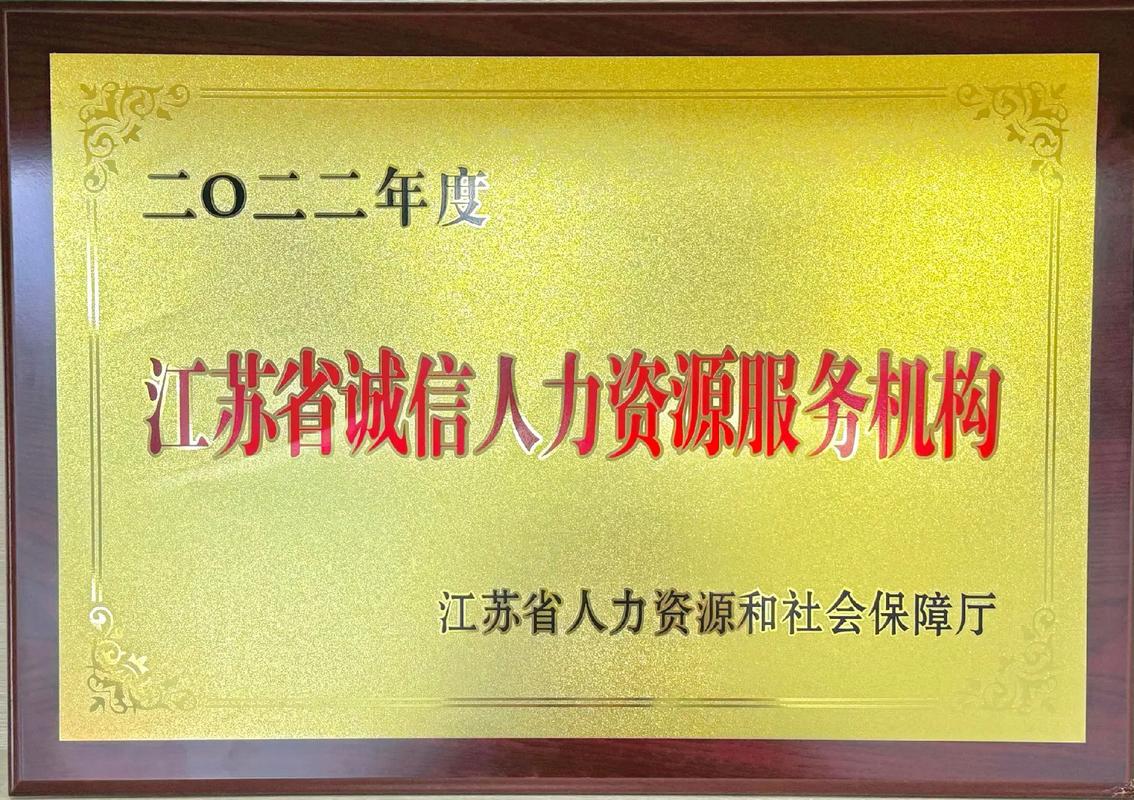 二〇二二年度
江苏省诚信人力资源服务机构
江苏省人力资源和社会保障厅